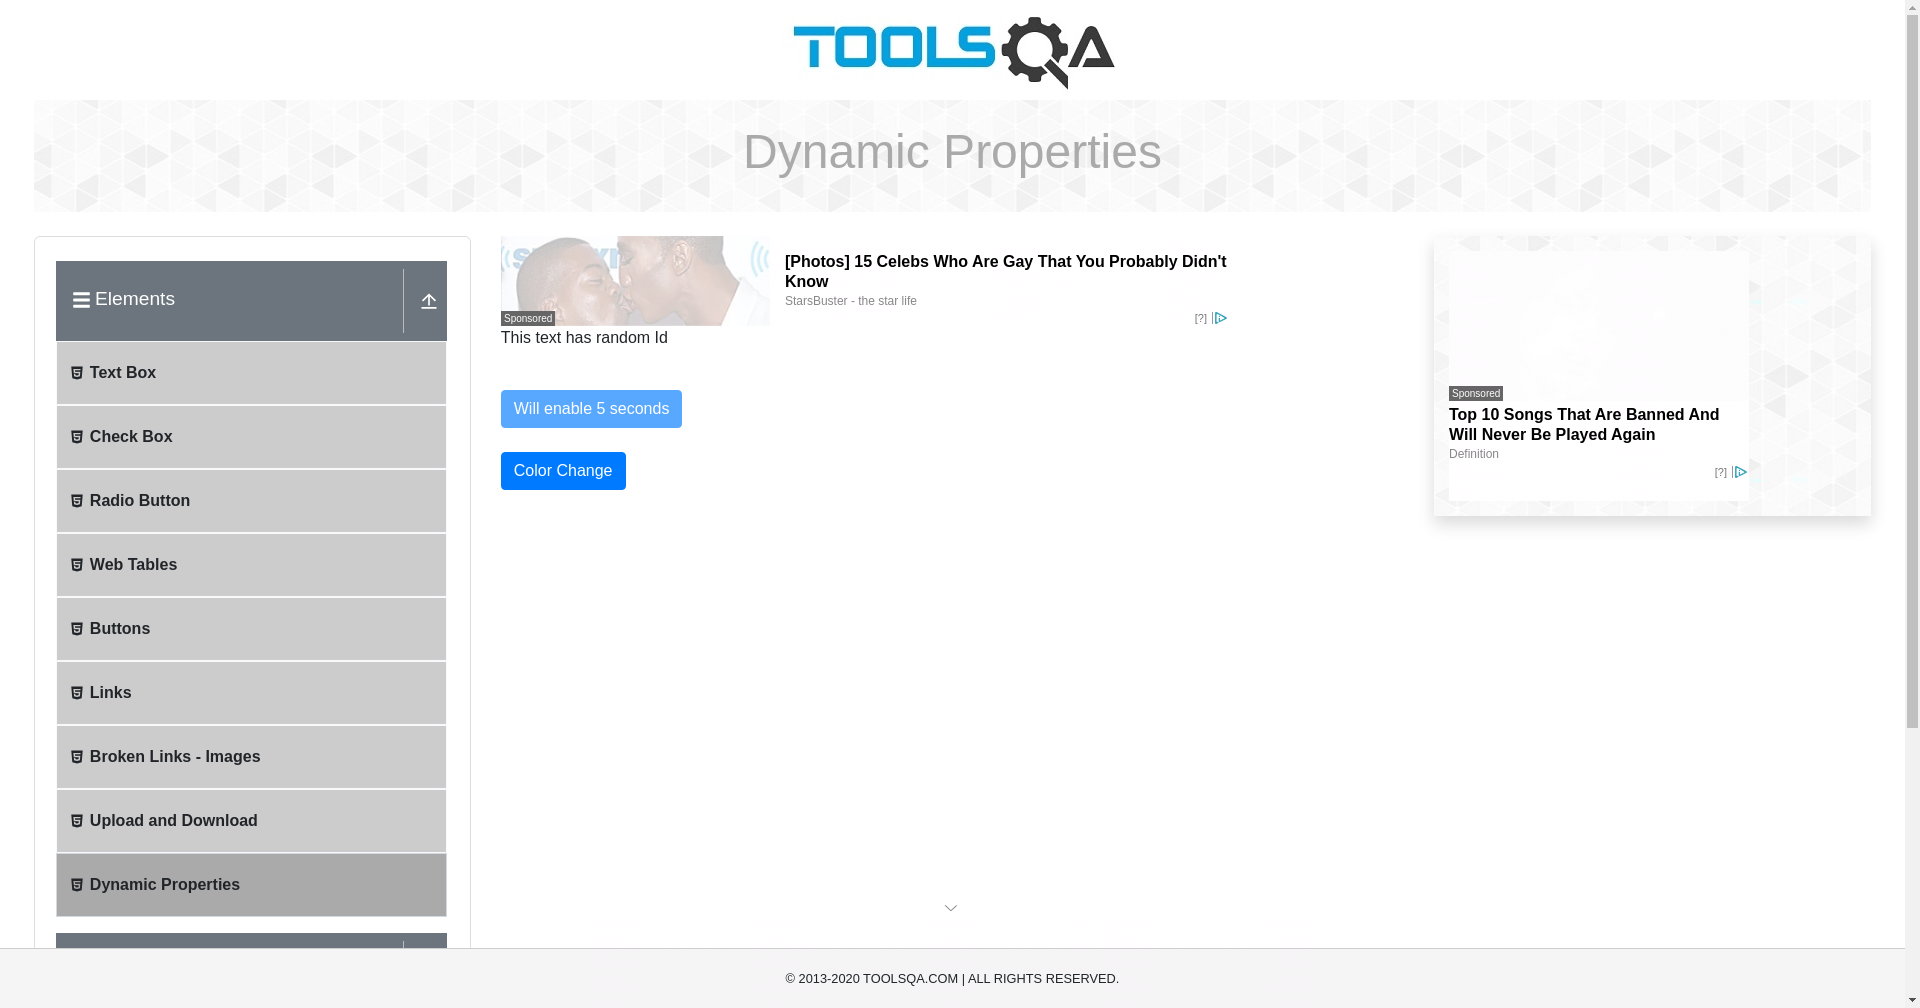 TOOLSQA
Dynamic Properties
Elements
Text Box
Check Box
Radio Button
Web Tables
Buttons
Links
Broken Links - Images
Upload and Download
Dynamic Properties
Sponsored
[Photos] 15 Celebs Who Are Gay That You Probably Didn't
Know
StarsBuster - the star life
[?]
This text has random Id
Will enable 5 seconds
Color Change
Sponsored
Top 10 Songs That Are Banned And
Will Never Be Played Again
Definition
[?]
© 2013-2020 TOOLSQA.COM | ALL RIGHTS RESERVED.